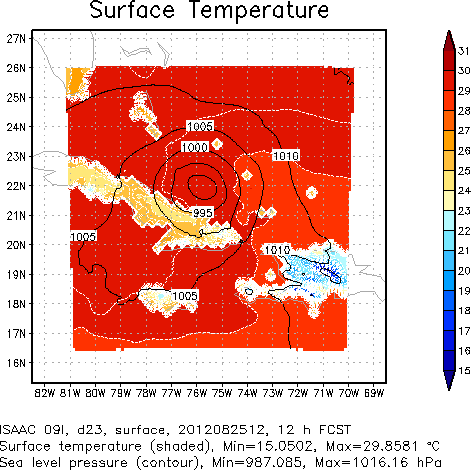 Surface Temperature
27N
26N
25N
24N
23N
22N
21N
20N
19N
18N
17N
16N
82W 81W 80W 79W 78W 77W 76W 75W 74W 73W 72W 71W 70W 69W
1005
1000
1010
995
1005
1010
1005
31
30
29
28
27
26
25
24
23
22
21
20
19
18
17
16
15
ISAAC 09l, d23, surface, 2012082512, 12 h FCST
Surface temperature (shaded), Min=15.0502, Max=29.8581 °C
Sea level pressure (contour), Min=987.085, Max=1016.16 hPa